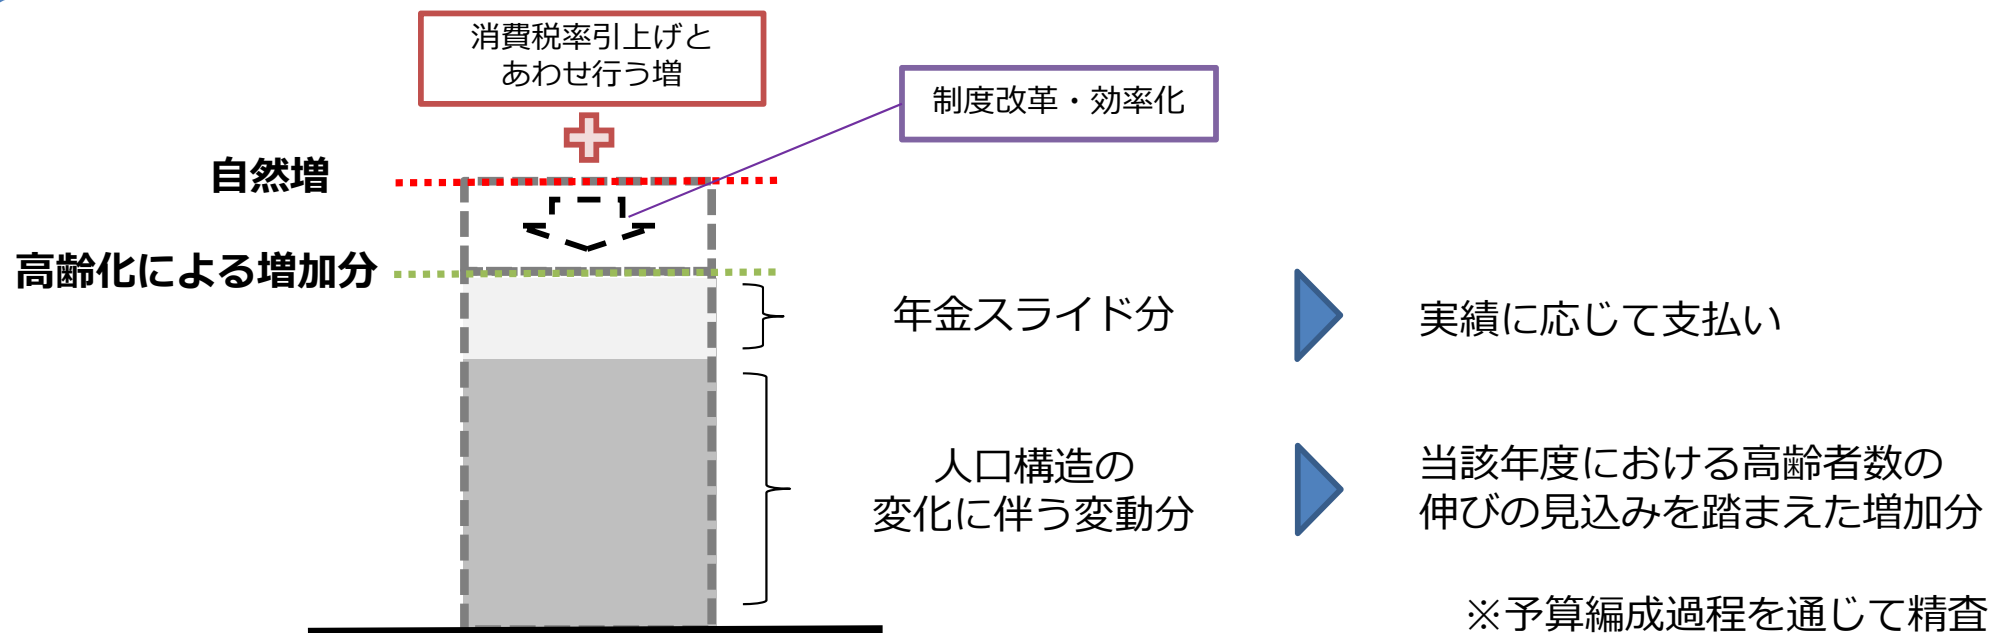 消費税率引上げと
あわせ行う増
制度改革・効率化
自然増
高齢化による増加分
年金スライド分
実績に応じて支払い
人口構造の
変化に伴う変動分
当該年度における高齢者数の
伸びの見込みを踏まえた増加分
※予算編成過程を通じて精査